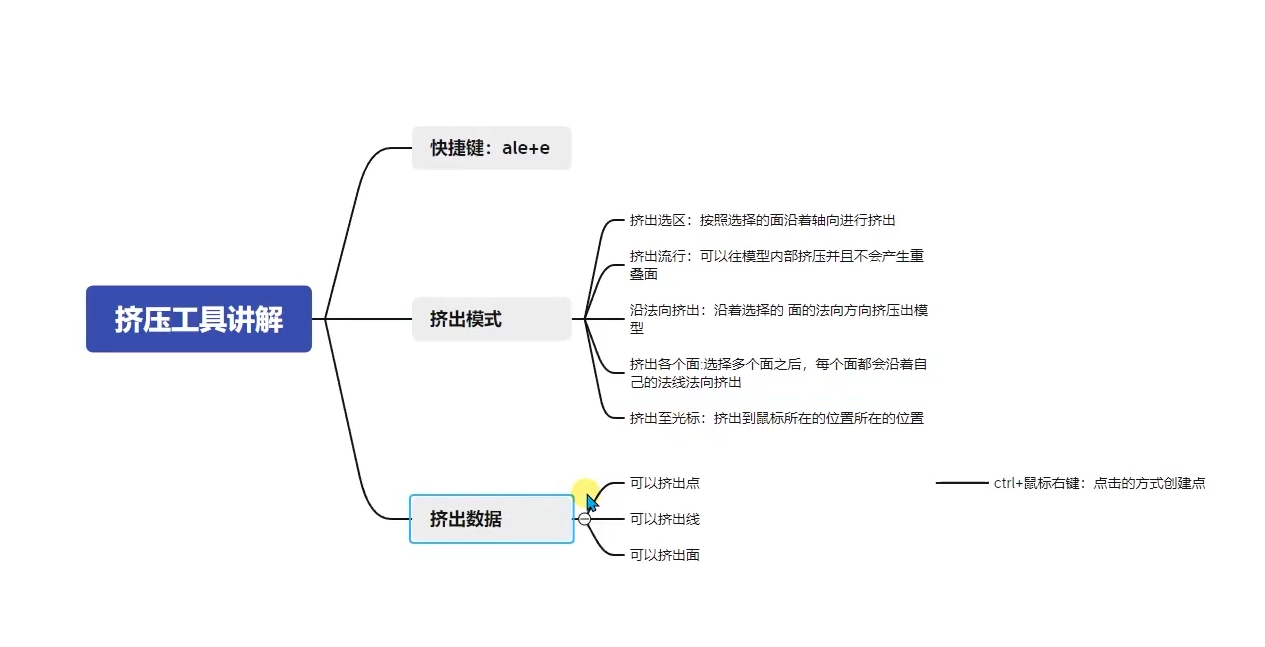 挤压工具讲解
快捷键：ale+e
挤出模式
挤出选区：按照选择的面沿着轴向进行挤出
挤出流行：可以往模型内部挤压并且不会产生重
叠面
沿法向挤出：沿着选择的 面的法向方向挤压出模
型
挤出各个面:选择多个面之后，每个面都会沿着自
己的法线法向挤出
挤出至光标：挤出到鼠标所在的位置所在的位置
挤出数据
可以挤出点
ctrl+鼠标右键：点击的方式创建点
可以挤出线
可以挤出面